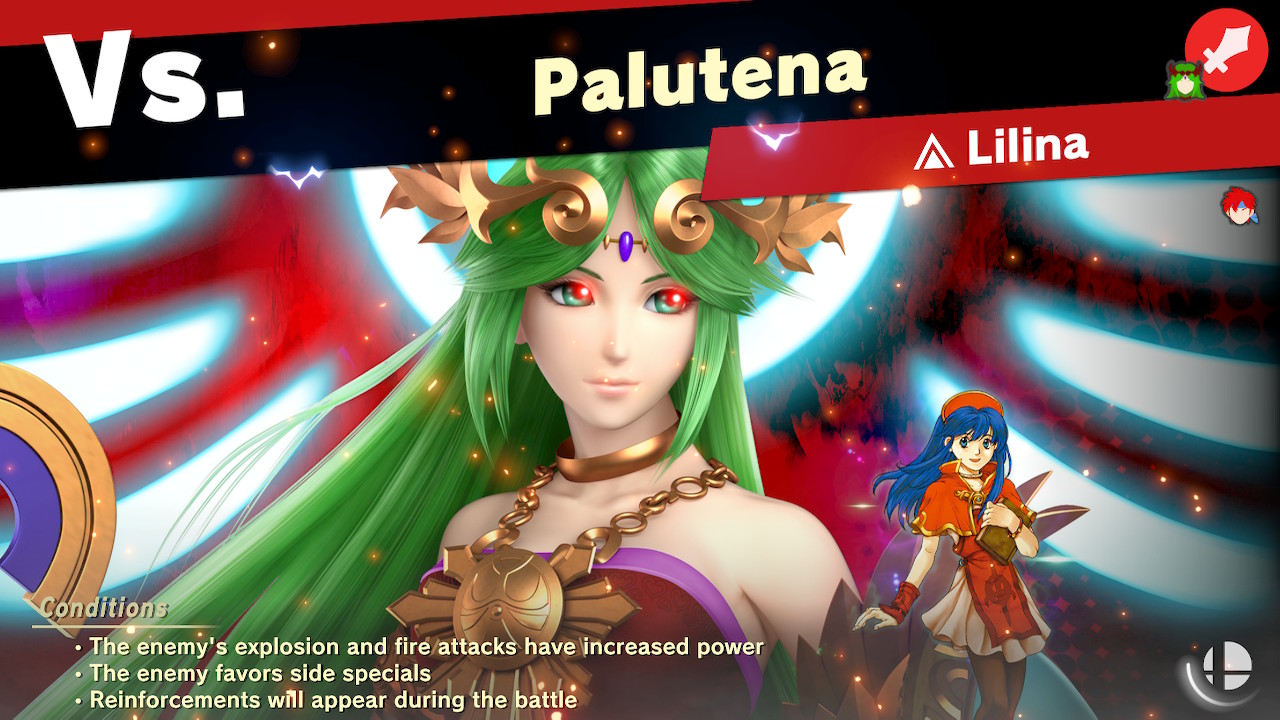 Vs.
Palutena
Lilina
Conditions
• The enemy's explosion and fire attacks have increased power
• The enemy favors side specials
• Reinforcements will appear during the battle